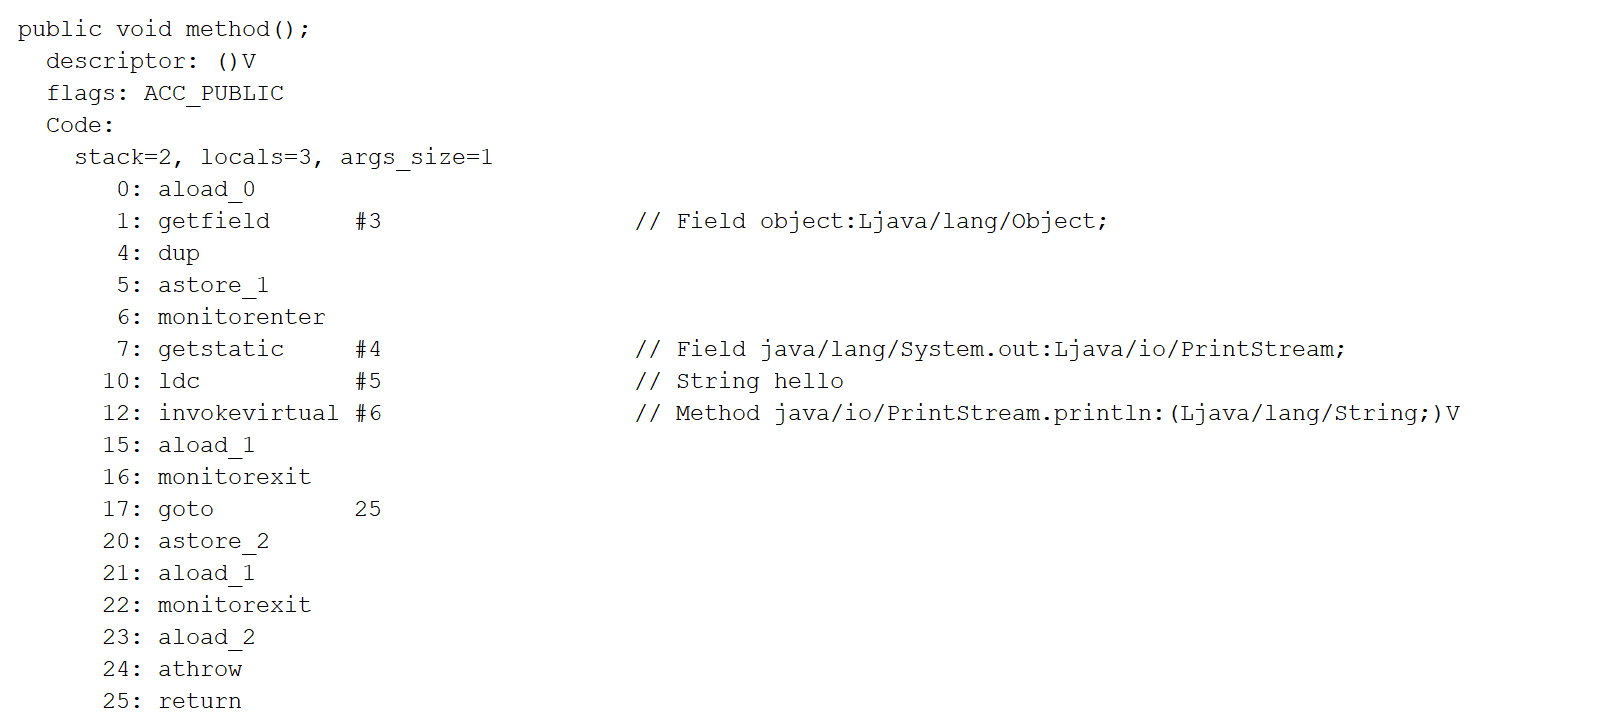 public void method();
  descriptor: ()V
  flags: ACC_PUBLIC
  Code:
    stack=2, locals=3, args_size=1
       0: aload_0
       1: getfield      #3                  // Field object:Ljava/lang/Object;
       4: dup
       5: astore_1
       6: monitorenter
       7: getstatic     #4                  // Field java/lang/System.out:Ljava/io/PrintStream;
      10: ldc           #5                  // String hello
      12: invokevirtual #6                  // Method java/io/PrintStream.println:(Ljava/lang/String;)V
      15: aload_1
      16: monitorexit
      17: goto          25
      20: astore_2
      21: aload_1
      22: monitorexit
      23: aload_2
      24: athrow
      25: return